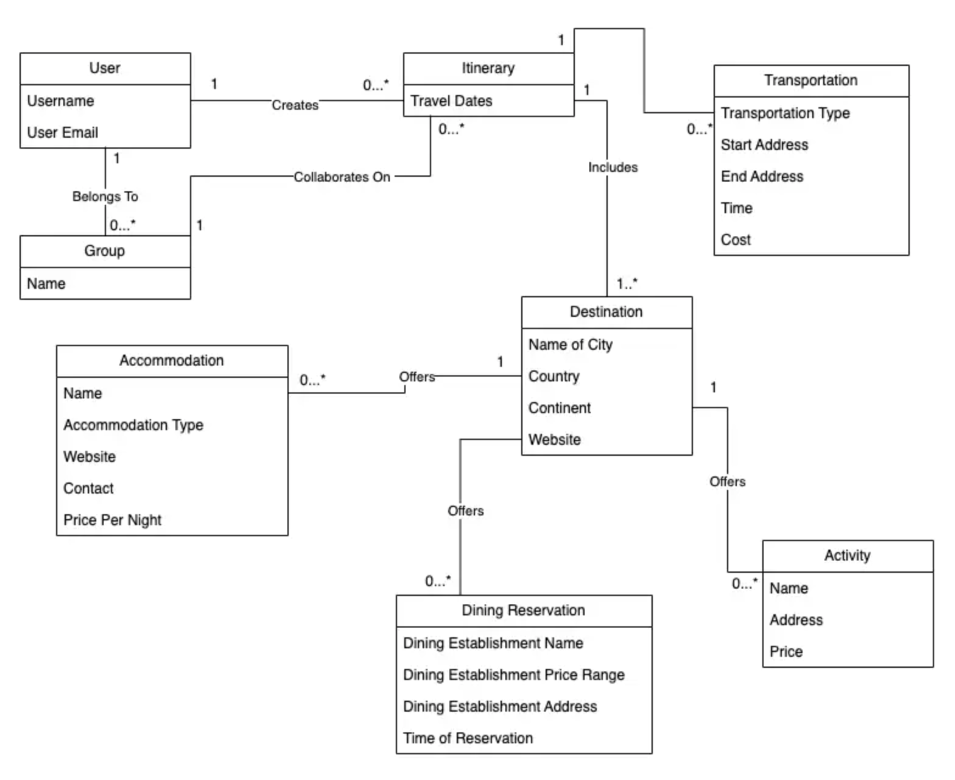 User
Username
User Email
1
Creates
0...*
Itinerary
Travel Dates
1
1
0...*
Transportation
Transportation Type
Start Address
End Address
Time
Cost
0...*
Collaborates On
1
1
Belongs To
0...*
Group
Name
Includes
1..*
Destination
Name of City
Country
Continent
Website
Accommodation
Name
Accommodation Type
Website
Contact
Price Per Night
0...*
Offers
1
1
Offers
0...*
Offers
0...*
Dining Reservation
Dining Establishment Name
Dining Establishment Price Range
Dining Establishment Address
Time of Reservation
Activity
Name
Address
Price